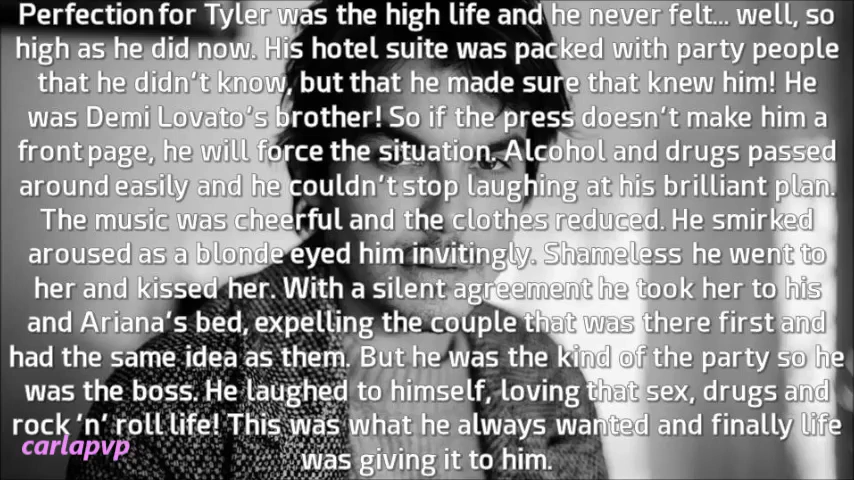 Perfection for Tyler was the high life and he never felt... well, so
high as he did now. His hotel suite was packed with party people
that he didn't know, but that he made sure that knew him! He
was Demi Lovato's brother! So if the press doesn't make him a
front page, he will force the situation. Alcohol and drugs passed
around easily and he couldn't stop laughing at his brilliant plan.
The music was cheerful and the clothes reduced. He smirked
aroused as a blonde eyed him invitingly. Shameless he went to
her and kissed her. With a silent agreement he took her to his
and Ariana's bed, expelling the couple that was there first and
had the same idea as them. But he was the kind of the party so he
was the boss. He laughed to himself, loving that sex, drugs and
rock 'n' roll life! This was what he always wanted and finally life
was giving it to him.
carlapvp